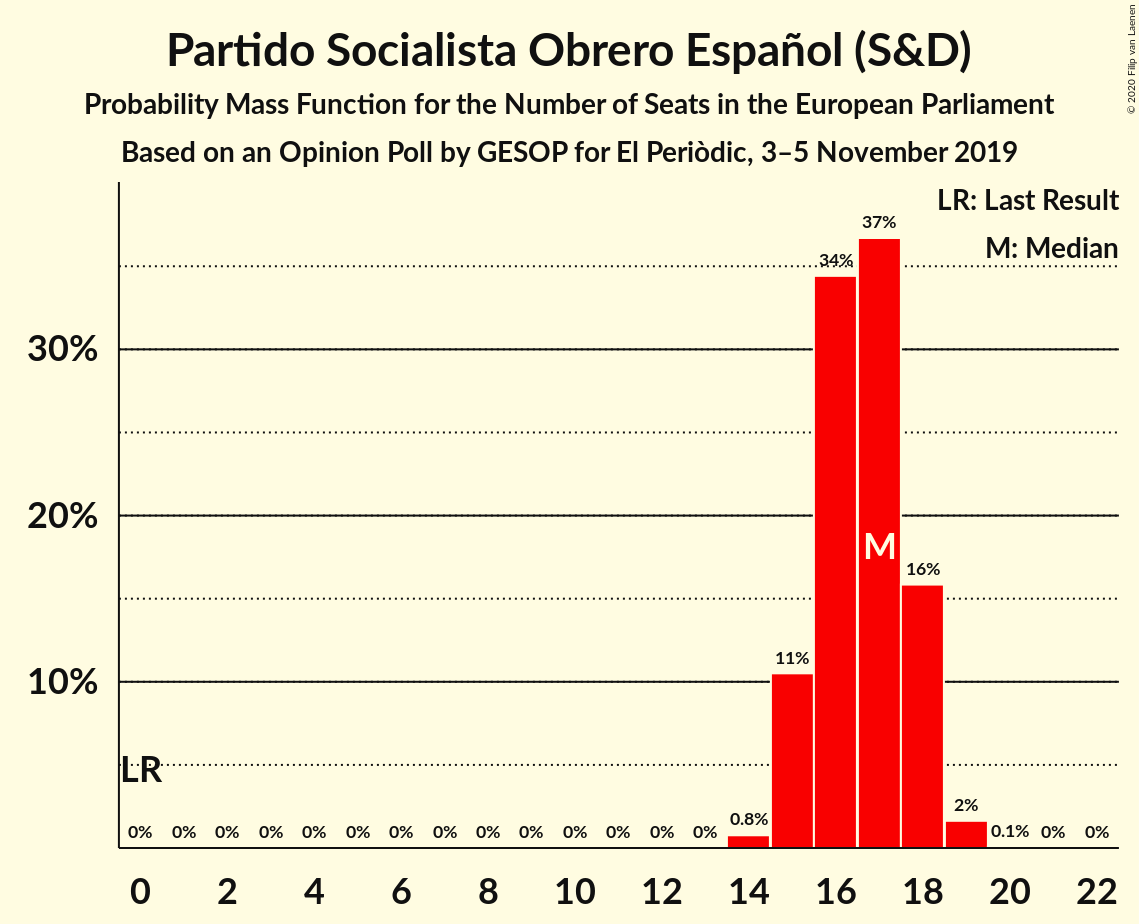 Partido Socialista Obrero Español (S&D)
Probability Mass Function for the Number of Seats in the European Parliament
Based on an Opinion Poll by GESOP for El Periòdic, 3–5 November 2019
© 2020 Filip van Laenen
LR: Last Result
M: Median
37%
34%
30%
20%
M
16%
11%
10%
LR
0% 0% 0% 0% 0% 0% 0% 0% 0% 0% 0% 0% 0% 0% 0.8% 2% 0.1% 0% 0%
0 2 4 6 8 10 12 14 16 18 20 22